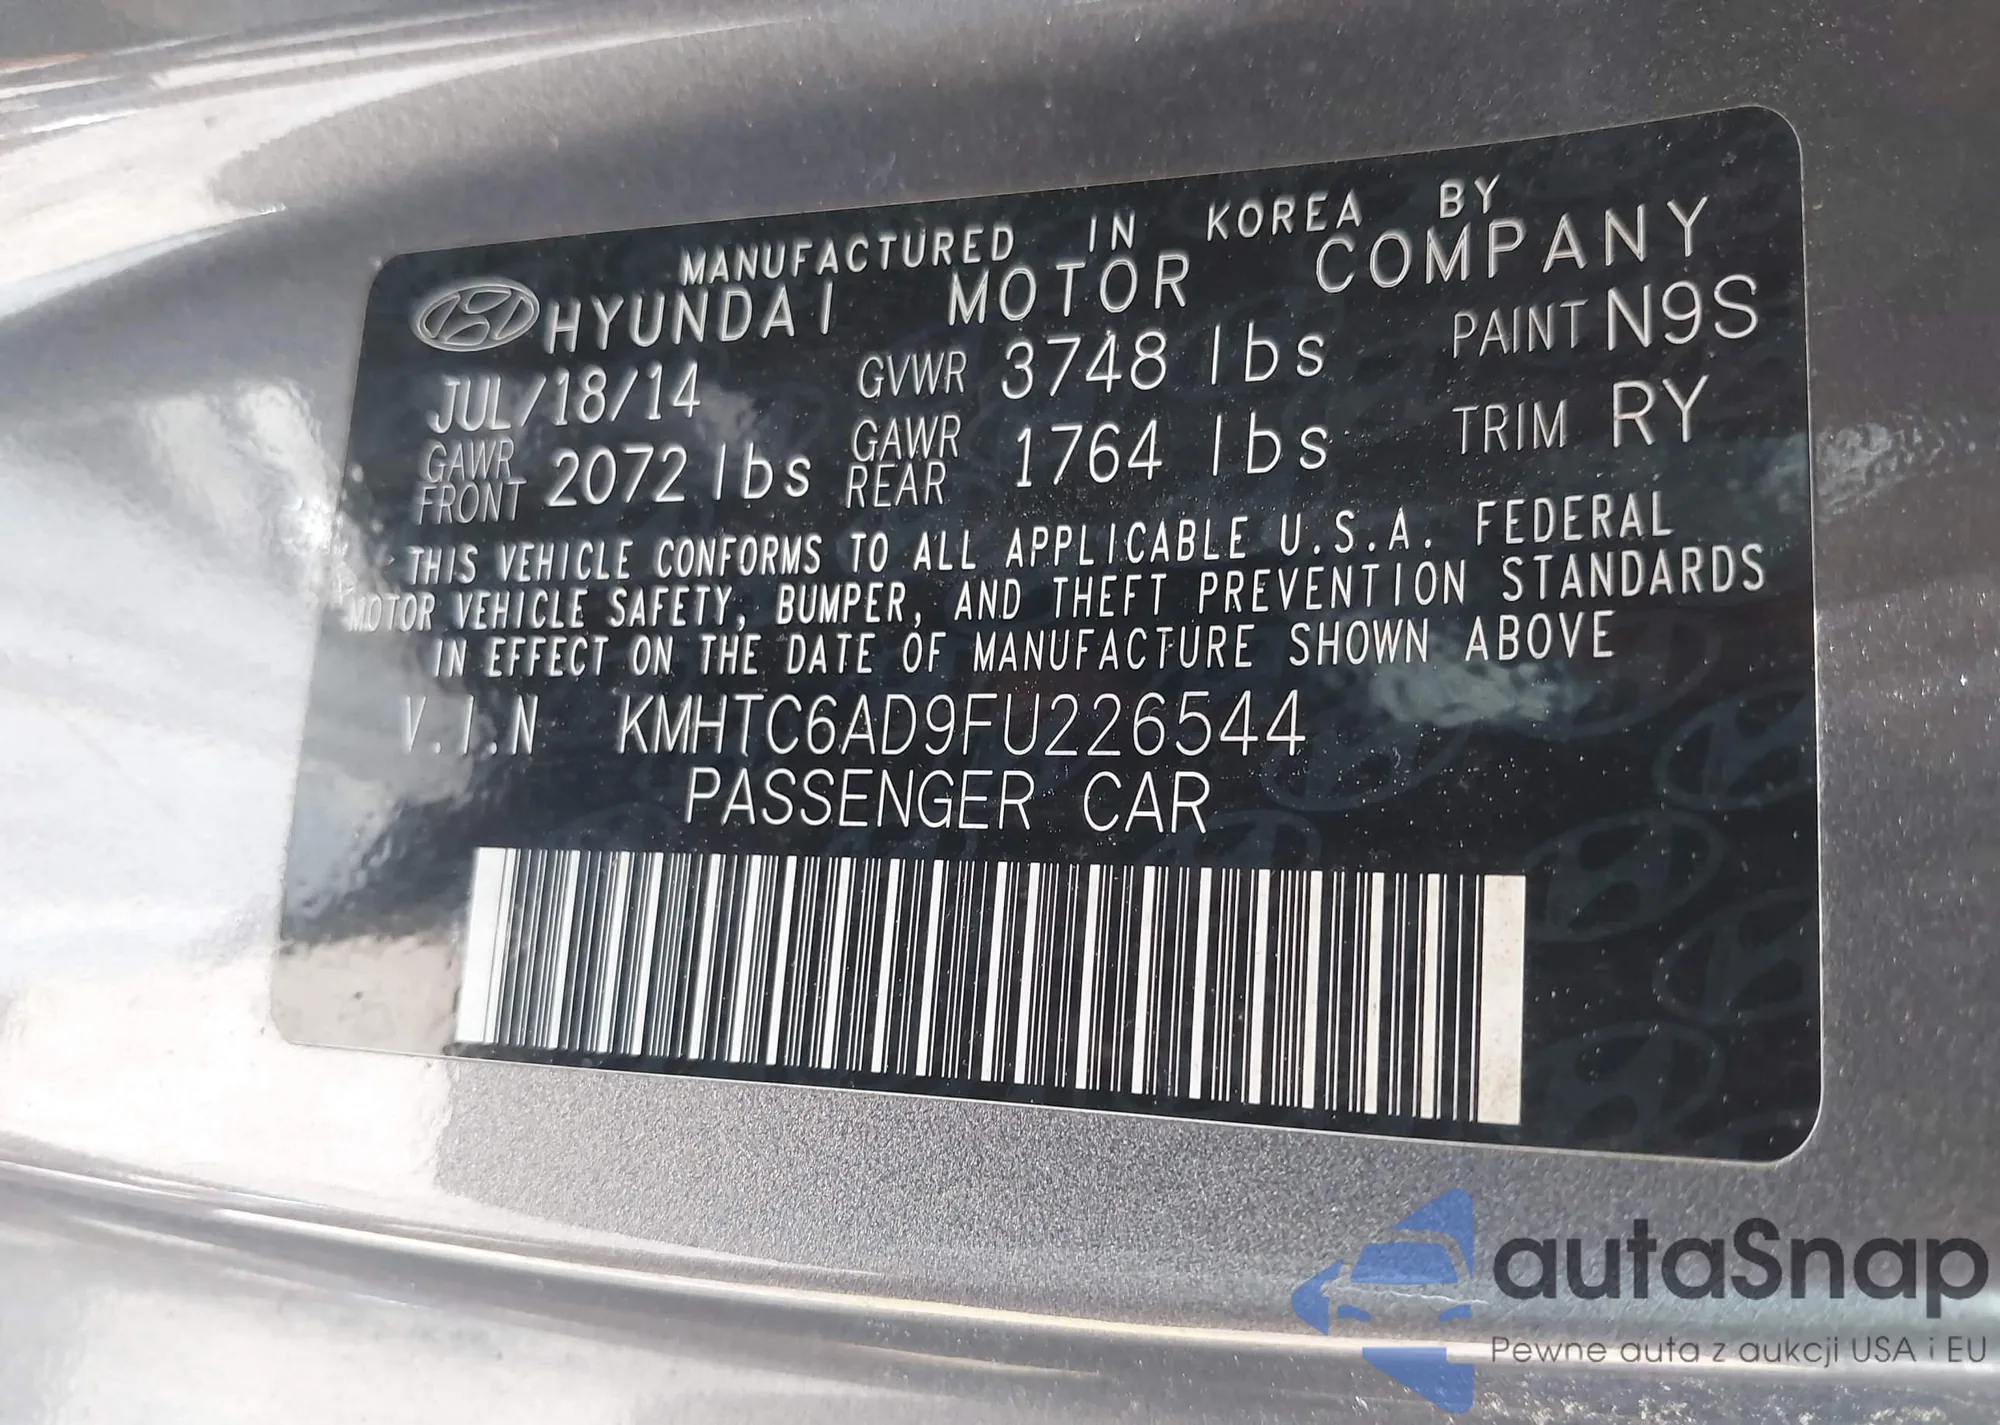 MANUFACTURED IN KOREA BY
HYUNDAI MOTOR COMPANY
JUL/18/14 GVWR 3748 lbs PAINT N9S
GAWR FRONT 2072 lbs GAWR REAR 1764 lbs TRIM RY
THIS VEHICLE CONFORMS TO ALL APPLICABLE U.S.A. FEDERAL
MOTOR VEHICLE SAFETY, BUMPER, AND THEFT PREVENTION STANDARDS
IN EFFECT ON THE DATE OF MANUFACTURE SHOWN ABOVE
V.I.N KMHTC6AD9FU226544
PASSENGER CAR
autaSnap
Pewne auta z aukcji USA i EU